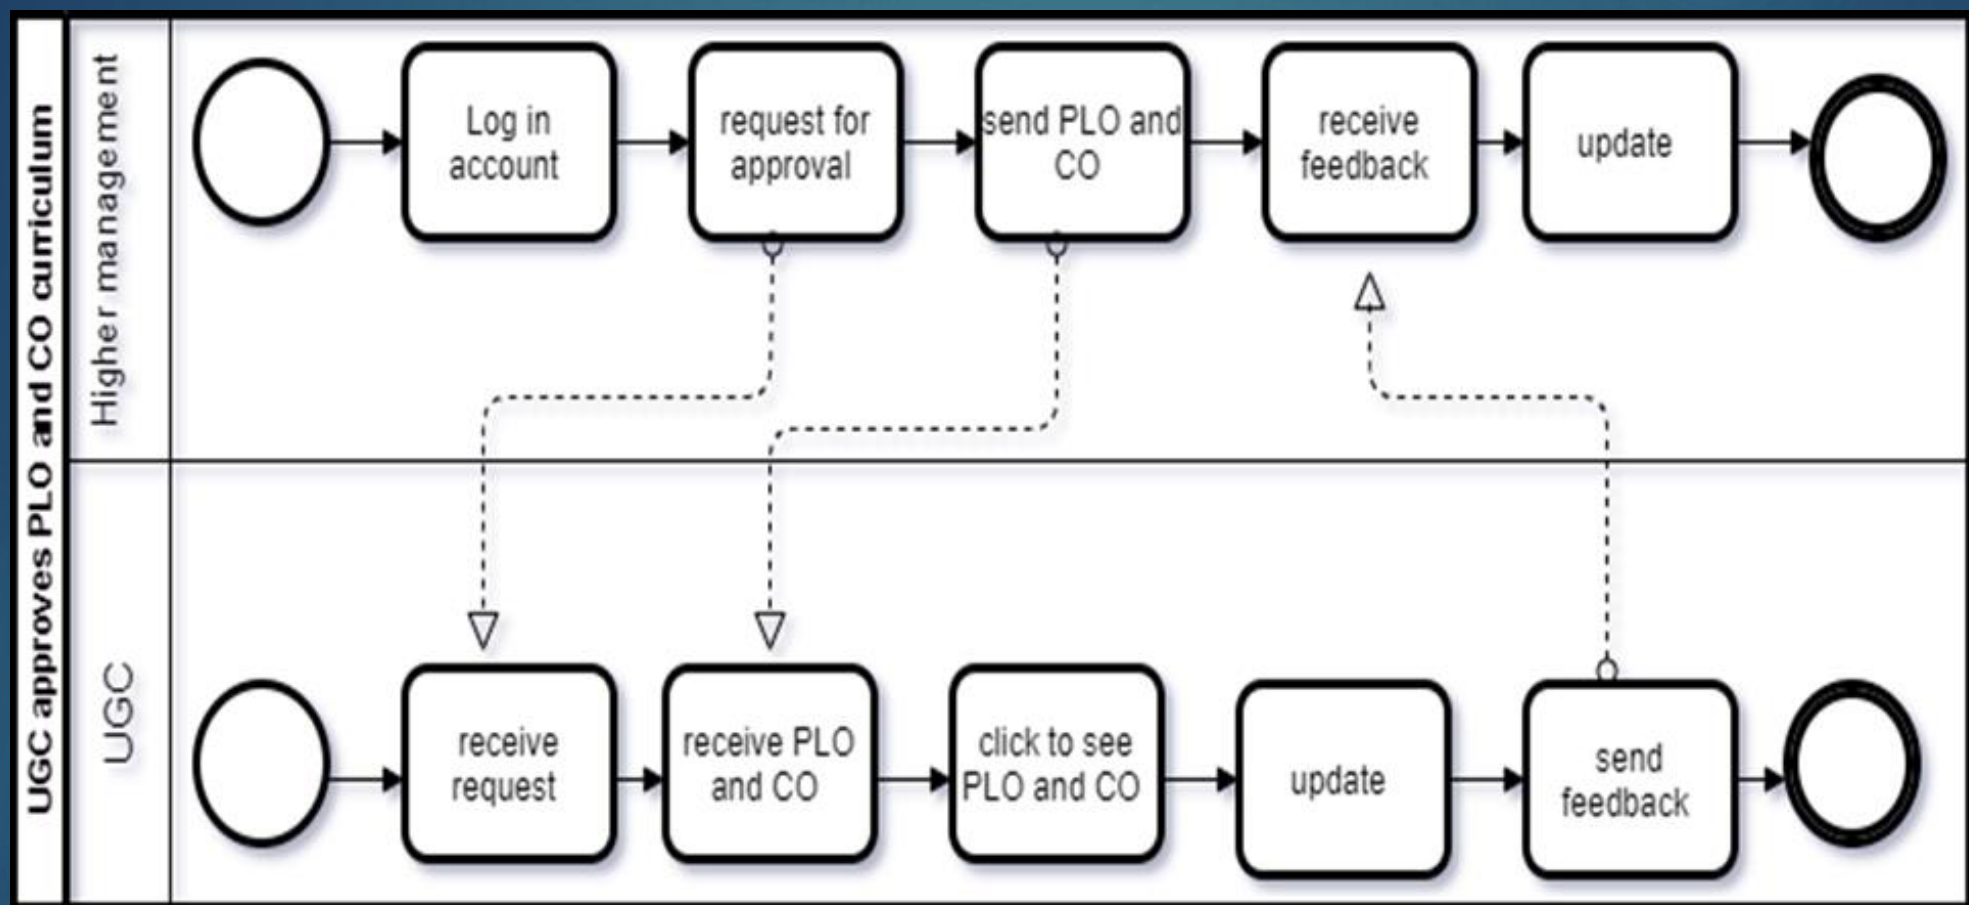 UGC approves PLO and CO curriculum
Higher management
Log in
account
request for
approval
send PLO and
CO
receive
feedback
update
UGC
receive
request
receive PLO
and CO
click to see
PLO and CO
update
send
feedback